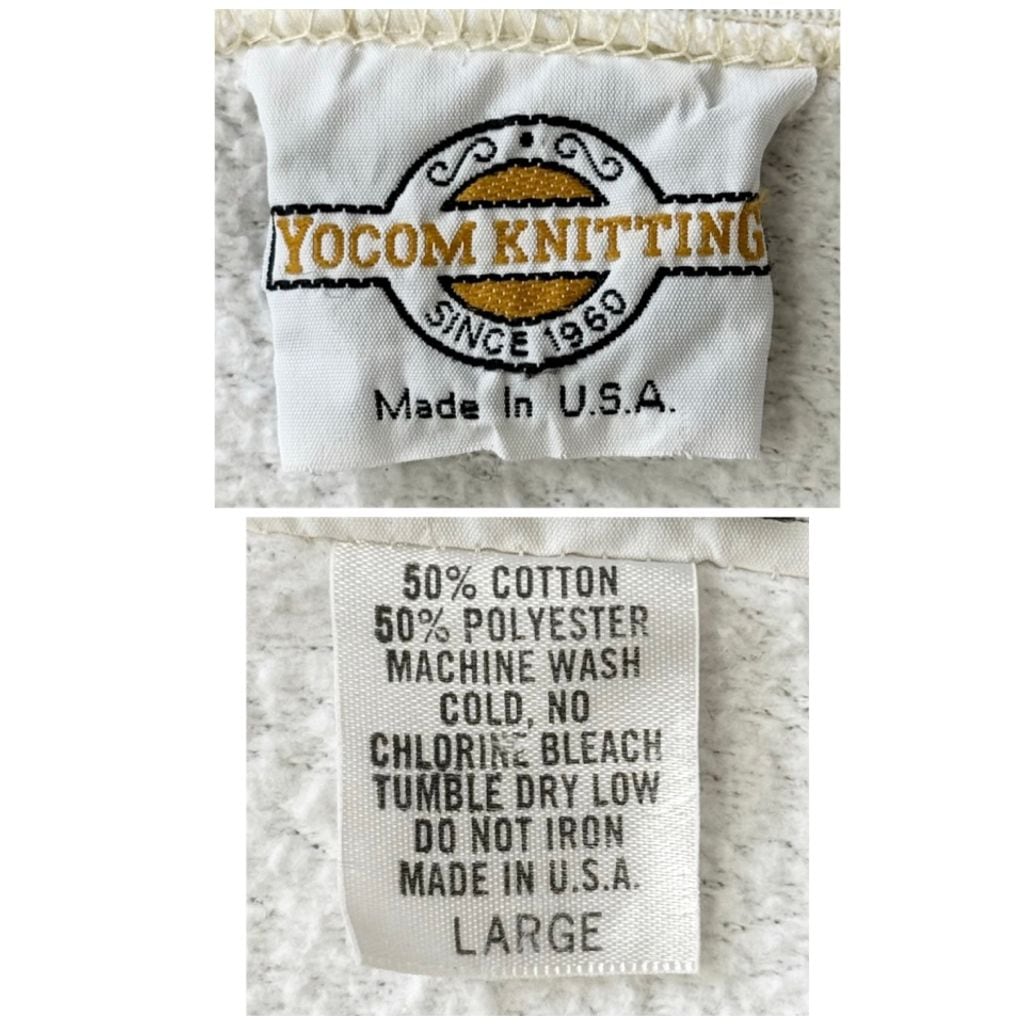 YOCOM KNITTING
SINCE 1960
Made In U.S.A.
50% COTTON
50% POLYESTER
MACHINE WASH
COLD, NO
CHLORINE BLEACH
TUMBLE DRY LOW
DO NOT IRON
MADE IN U.S.A.
LARGE